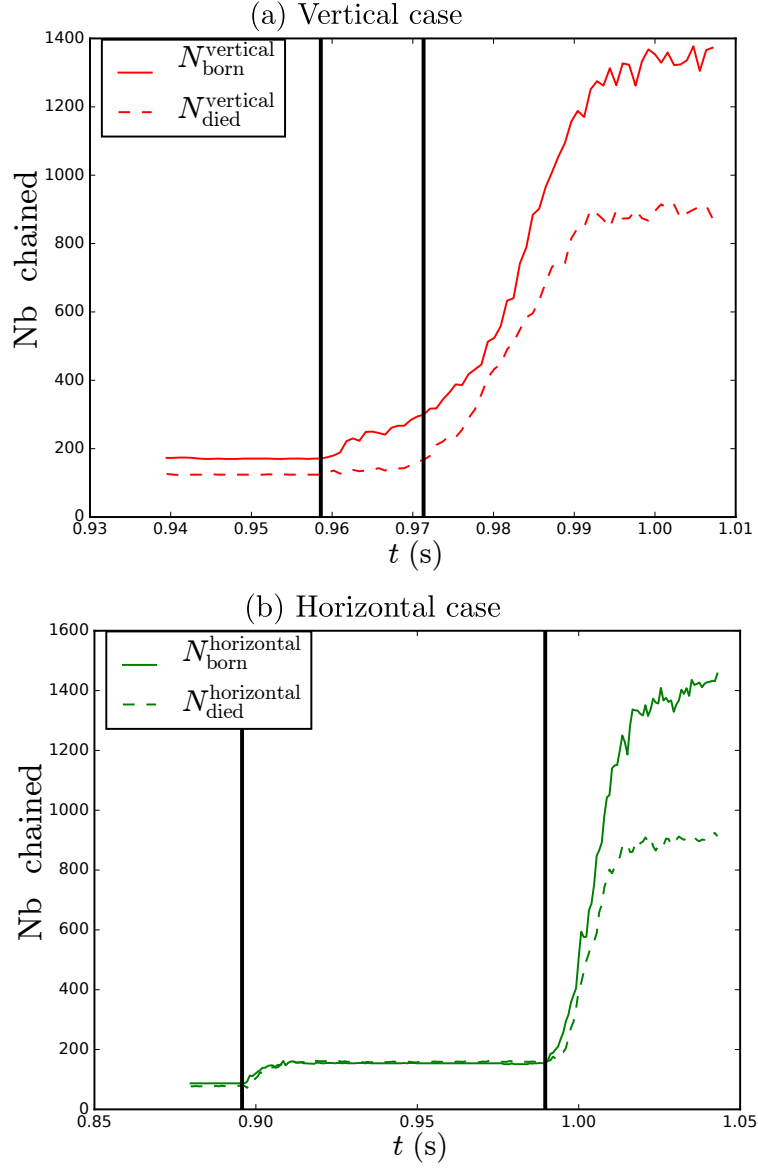 (a) Vertical case
1400
1200
1000
800
600
400
200
0
Nb chained
N_born^vertical
N_died^vertical
0.93 0.94 0.95 0.96 0.97 0.98 0.99 1.00 1.01
t (s)
(b) Horizontal case
1600
1400
1200
1000
800
600
400
200
0
Nb chained
N_born^horizontal
N_died^horizontal
0.85 0.90 0.95 1.00 1.05
t (s)